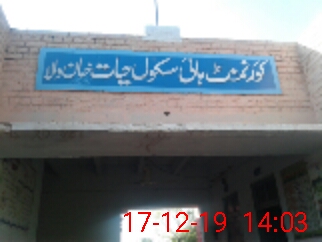 گورنمنٹ ہائی سکول حیات خان والا
17-12-19 14:03